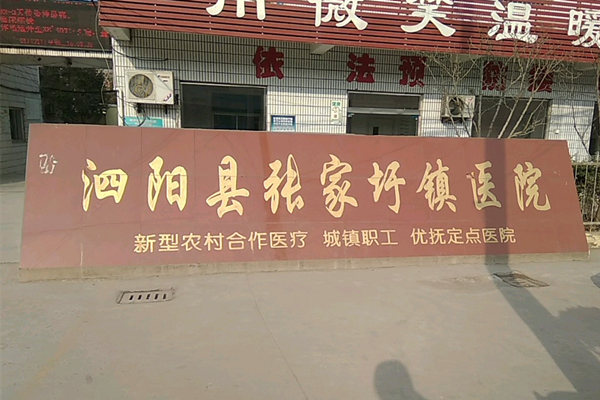 用微笑温暖
依法预
泗阳县张家圩镇医院
新型农村合作医疗 城镇职工 优抚定点医院